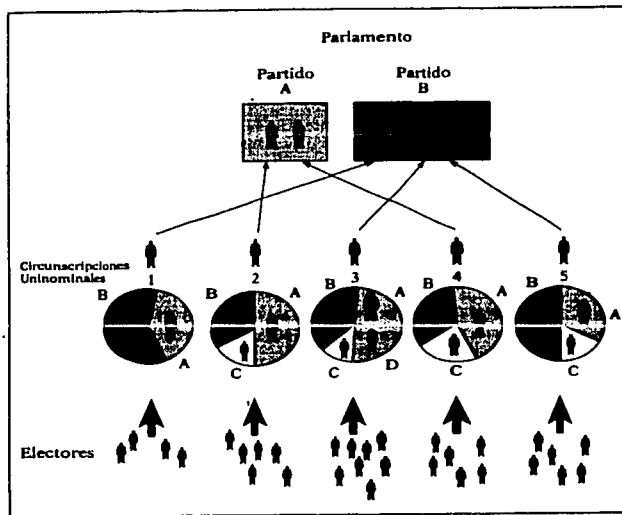 Parlamento
Partido A
Partido B
Circunscripciones Uninominales
1 2 3 4 5
B A
B A C
B A C D
B A C
B A C
Electores